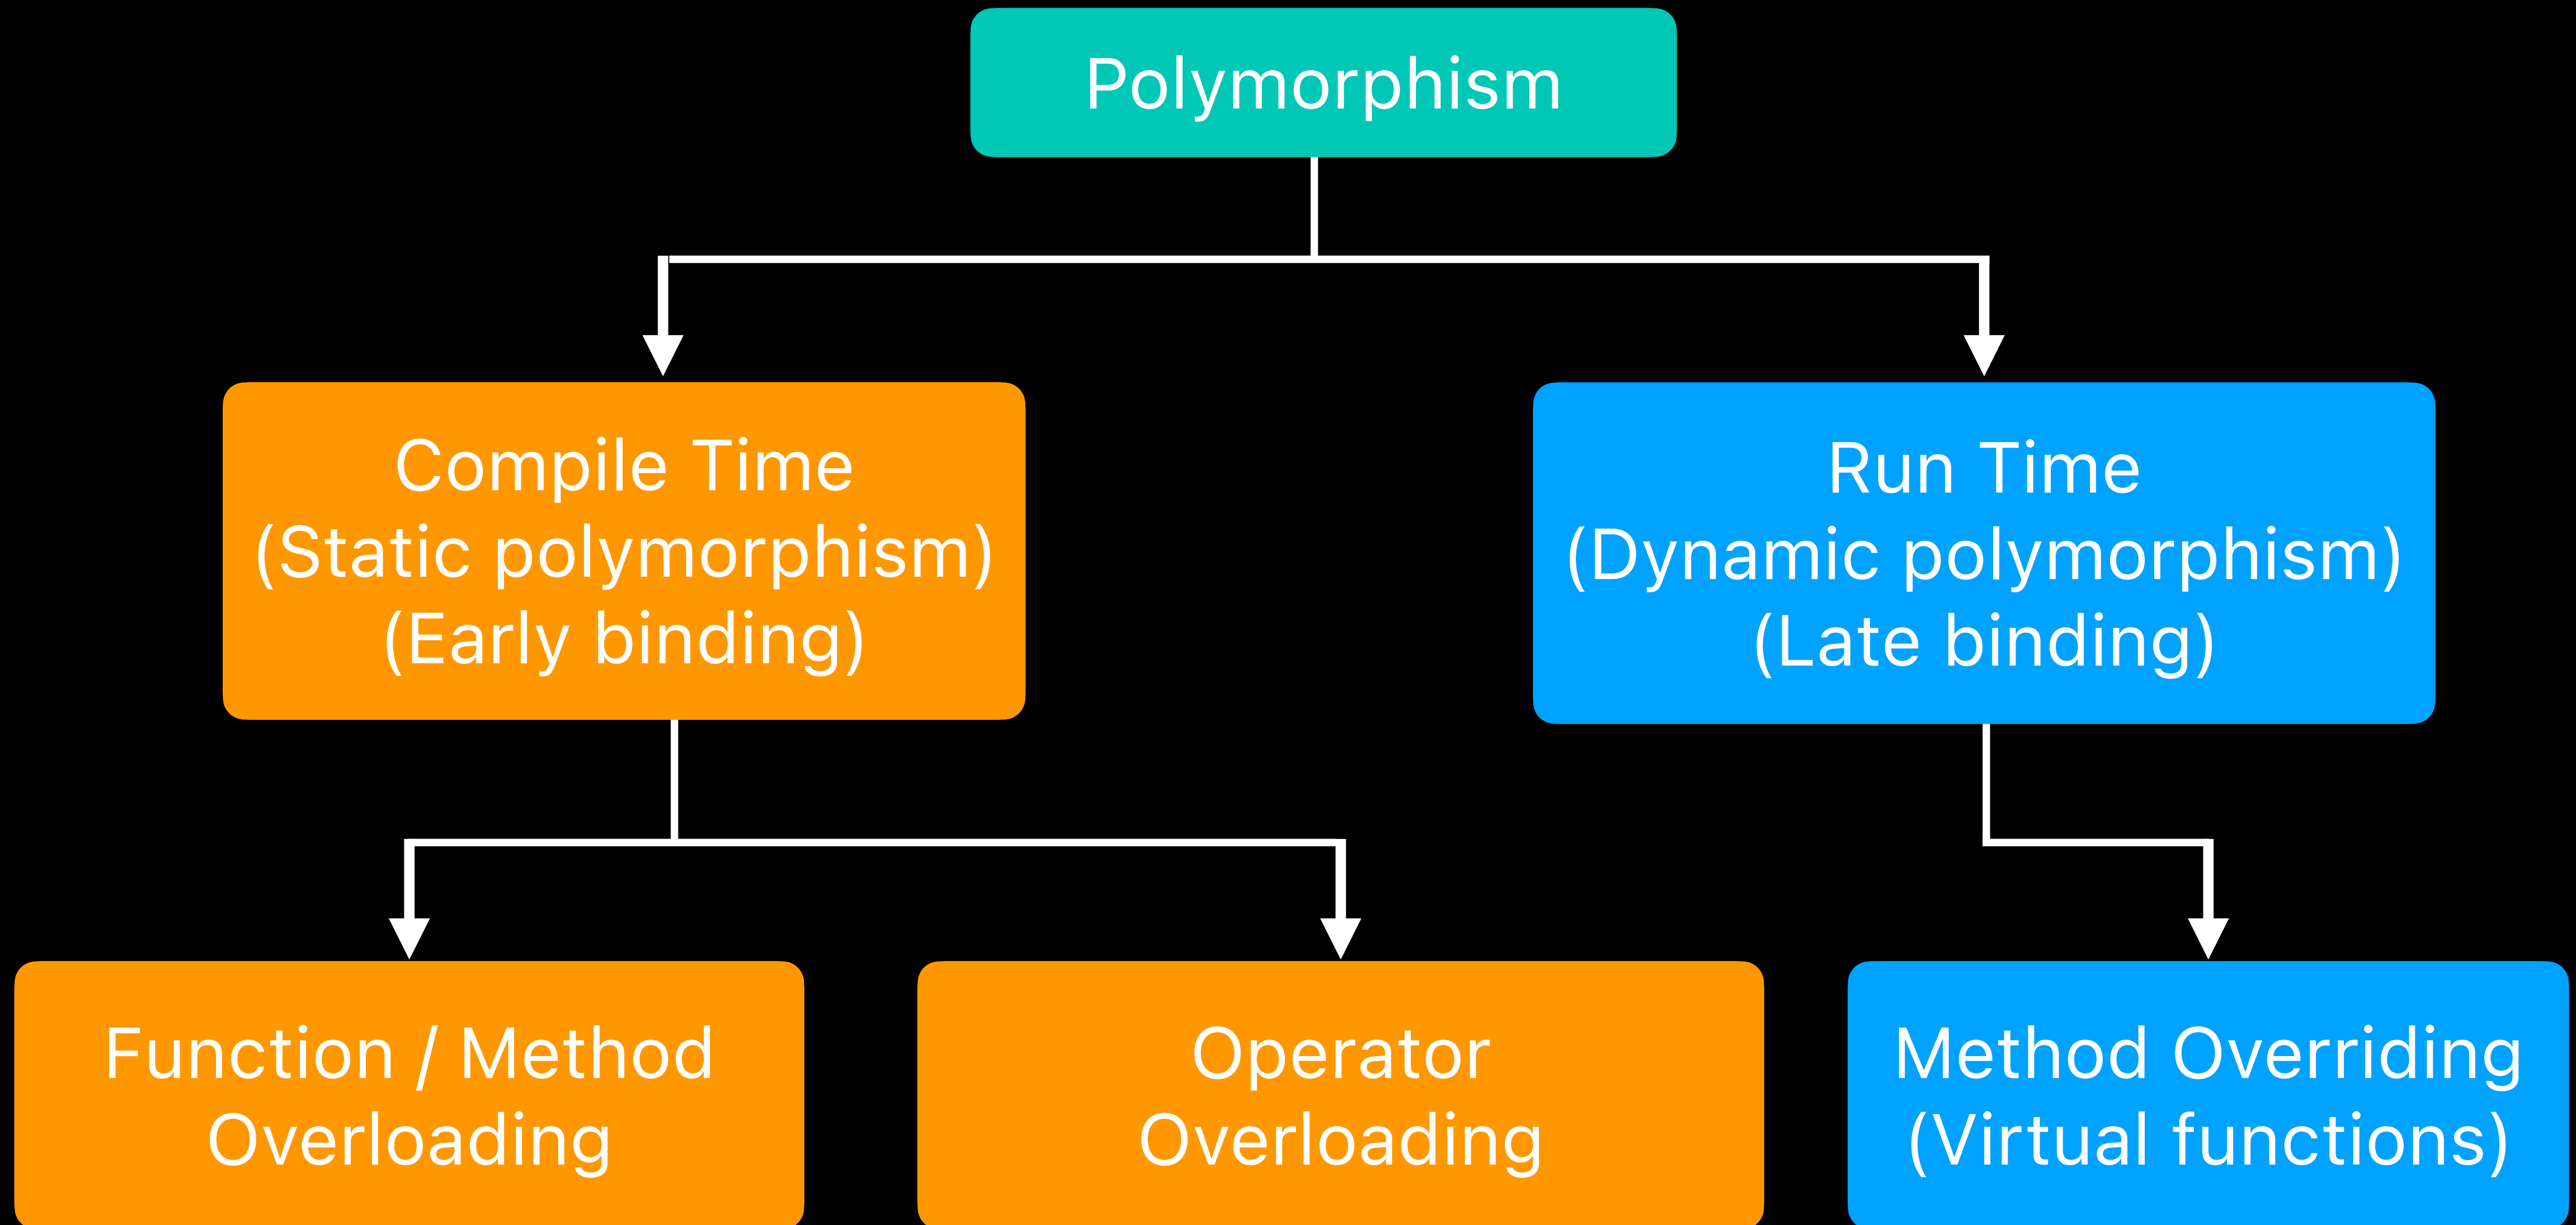 Polymorphism
Compile Time
(Static polymorphism)
(Early binding)
Run Time
(Dynamic polymorphism)
(Late binding)
Function / Method
Overloading
Operator
Overloading
Method Overriding
(Virtual functions)